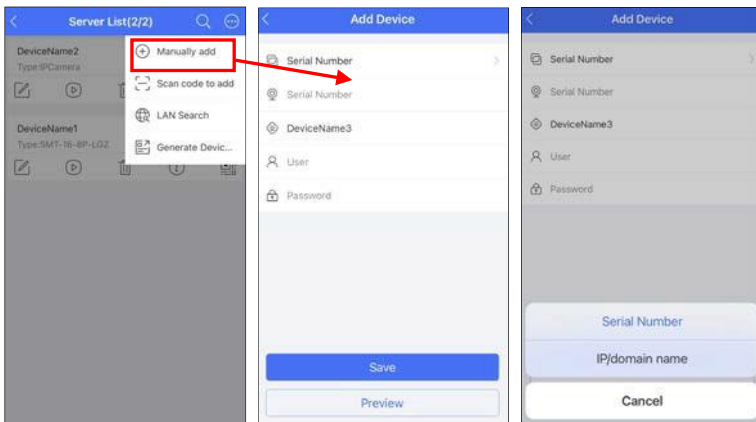 Server List(2/2)
DeviceName2
Type:IPCamera
DeviceName1
Type:SMT-16-8P-LG2
Manually add
Scan code to add
LAN Search
Generate Devic...
Add Device
Serial Number
Serial Number
DeviceName3
User
Password
Save
Preview
Add Device
Serial Number
Serial Number
DeviceName3
User
Password
Serial Number
IP/domain name
Cancel